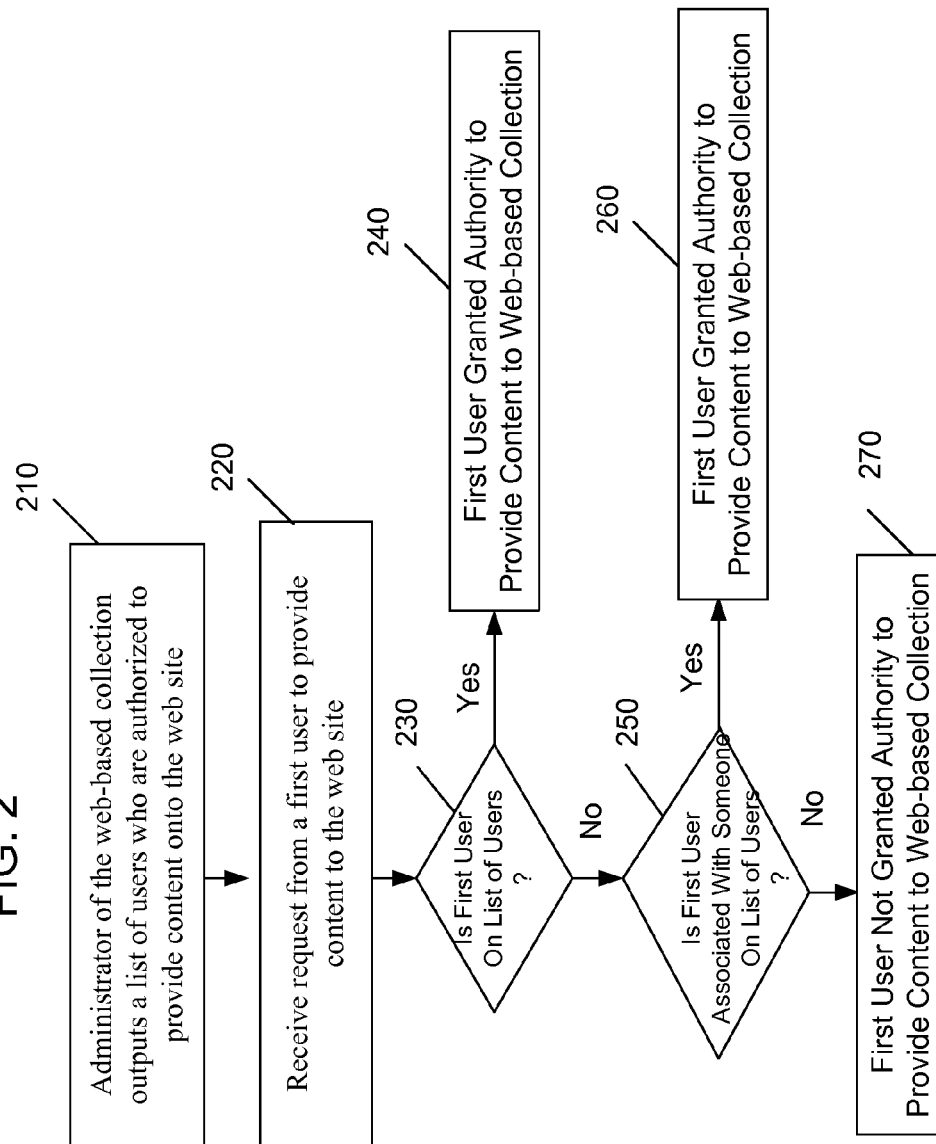 FIG. 2
210
Administrator of the web-based collection
outputs a list of users who are authorized to
provide content onto the web site
220
Receive request from a first user to provide
content to the web site
230
Is First User
On List of Users
?
Yes
240
First User Granted Authority to
Provide Content to Web-based Collection
No
250
Is First User
Associated With Someone
On List of Users
?
Yes
260
First User Granted Authority to
Provide Content to Web-based Collection
No
270
First User Not Granted Authority to
Provide Content to Web-based Collection